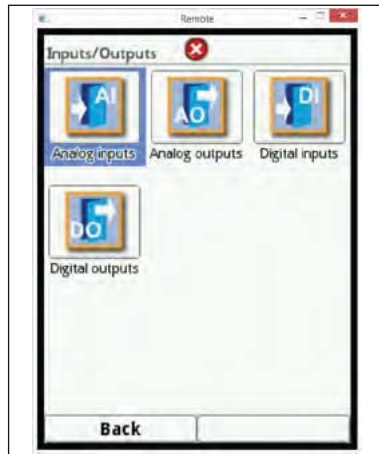 Remote
Inputs/Outputs
AI
AO
DI
Analog inputs
Analog outputs
Digital inputs
DO
Digital outputs
Back